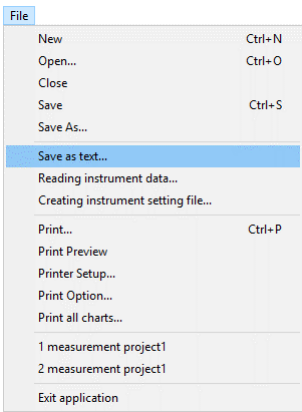 File
New Ctrl+N
Open... Ctrl+O
Close
Save Ctrl+S
Save As...
Save as text...
Reading instrument data...
Creating instrument setting file...
Print... Ctrl+P
Print Preview
Printer Setup...
Print Option...
Print all charts...
1 measurement project1
2 measurement project1
Exit application